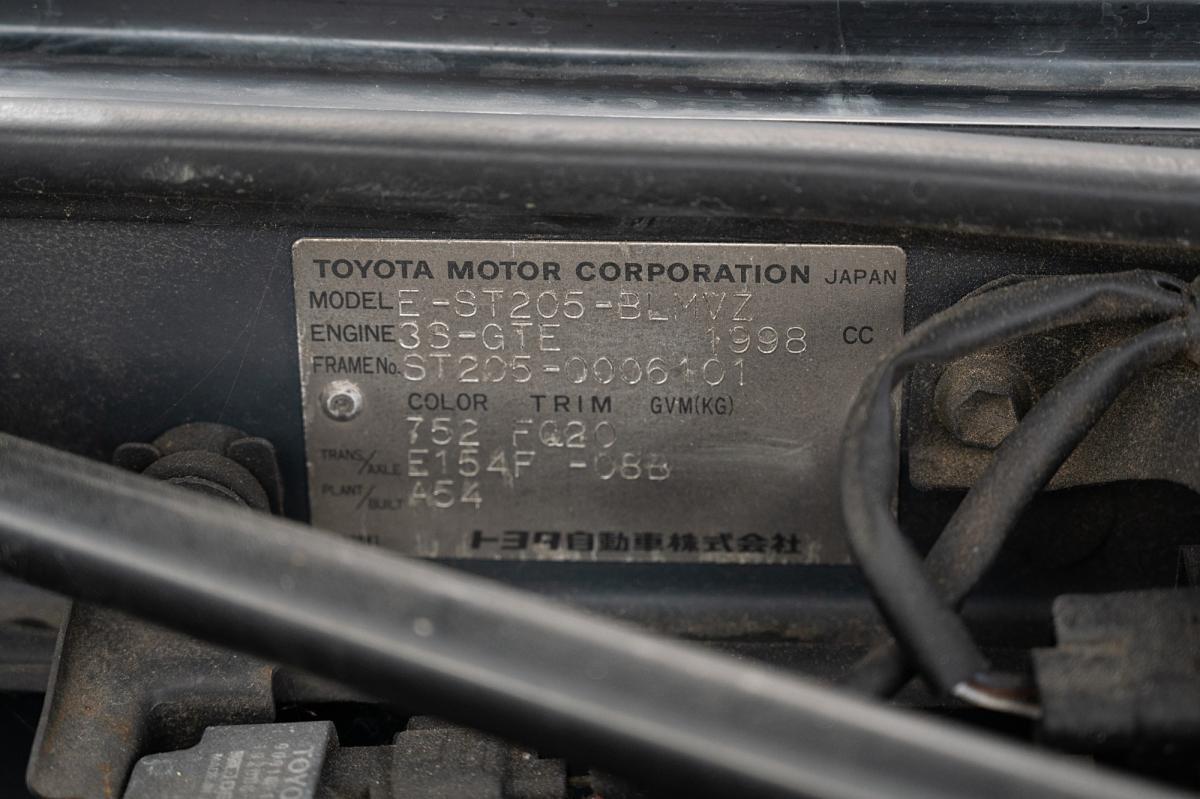 TOYOTA MOTOR CORPORATION JAPAN
MODEL E-ST205-BLMVZ
ENGINE 3S-GTE 1998 CC
FRAME No. ST205-0006101
COLOR TRIM GVM(KG)
752 FQ20
TRANS/AXLE E154F -08B
PLANT/BUILT A54
トヨタ自動車株式会社
TOYO